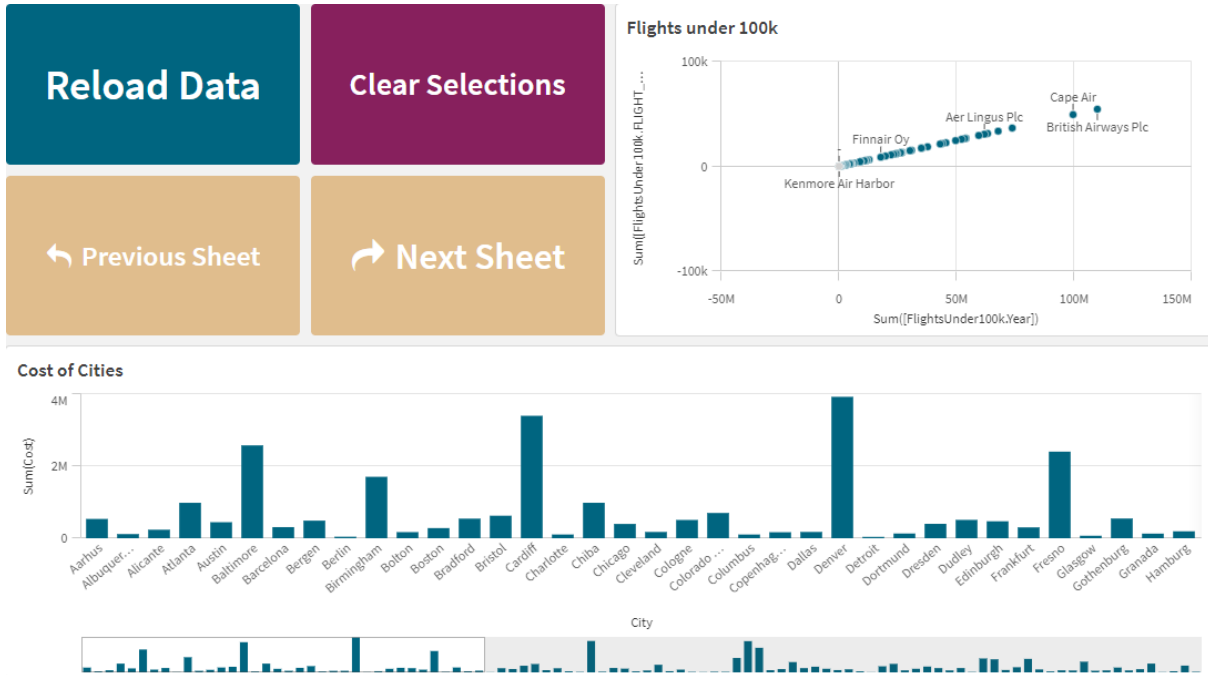 Reload Data
Clear Selections
Previous Sheet
Next Sheet
Flights under 100k
Sum([FlightsUnder100k.FLIGHT_...
100k
0
-100k
Cape Air
British Airways Plc
Aer Lingus Plc
Finnair Oy
Kenmore Air Harbor
-50M
0
50M
100M
150M
Sum([FlightsUnder100k.Year])
Cost of Cities
Sum(Cost)
4M
2M
0
Aarhus
Albuquer...
Alicante
Atlanta
Austin
Baltimore
Barcelona
Bergen
Berlin
Birmingham
Bolton
Boston
Bradford
Bristol
Cardiff
Charlotte
Chiba
Chicago
Cleveland
Cologne
Colorado ...
Columbus
Copenhag...
Dallas
Denver
Detroit
Dortmund
Dresden
Dudley
Edinburgh
Frankfurt
Fresno
Glasgow
Gothenburg
Granada
Hamburg
City